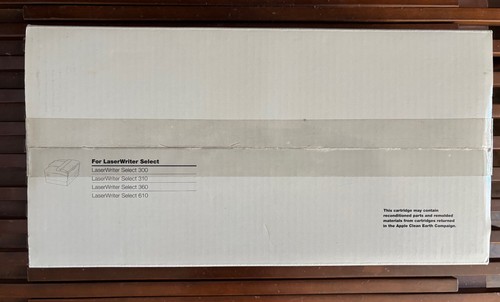 For LaserWriter Select
LaserWriter Select 300
LaserWriter Select 310
LaserWriter Select 360
LaserWriter Select 610
This cartridge may contain
reconditioned parts and remolded
materials from cartridges returned
in the Apple Clean Earth Campaign.